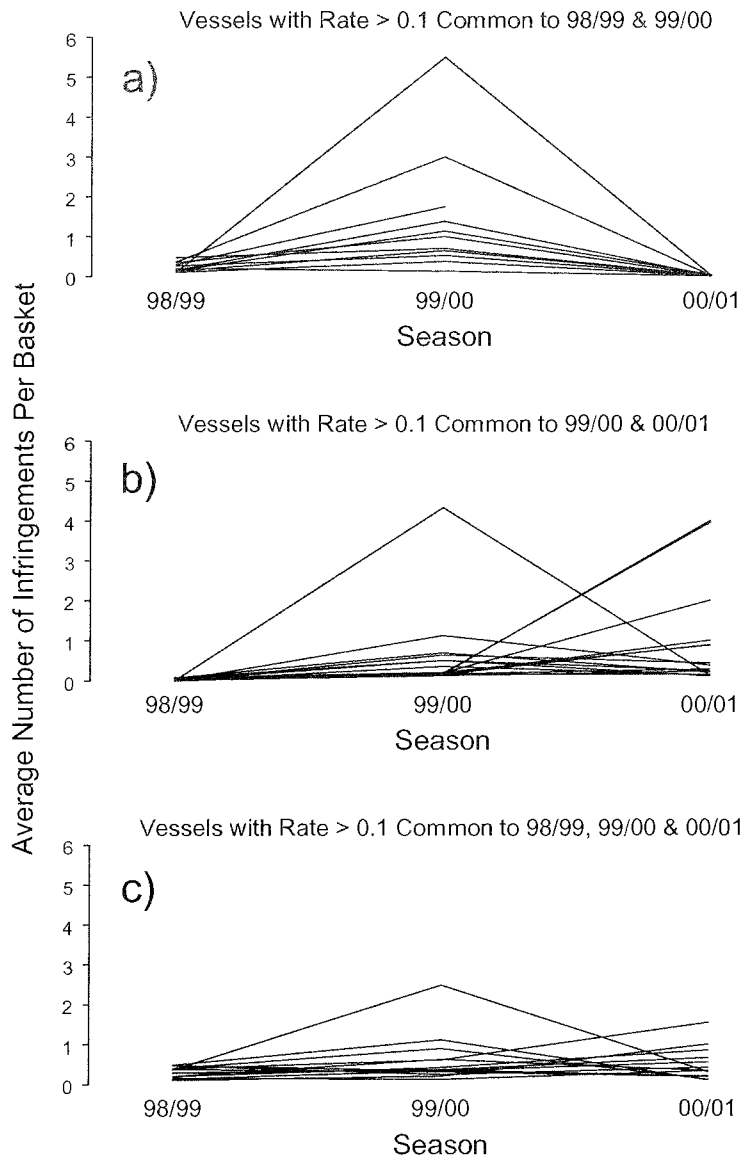 Average Number of Infringements Per Basket
Vessels with Rate > 0.1 Common to 98/99 & 99/00
a)
6
5
4
3
2
1
0
98/99 99/00 00/01
Season
Vessels with Rate > 0.1 Common to 99/00 & 00/01
b)
6
5
4
3
2
1
0
98/99 99/00 00/01
Season
Vessels with Rate > 0.1 Common to 98/99, 99/00 & 00/01
c)
6
5
4
3
2
1
0
98/99 99/00 00/01
Season